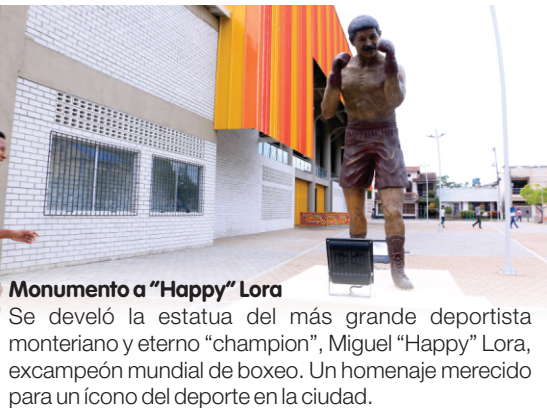 Monumento a "Happy" Lora
Se develó la estatua del más grande deportista
monteriano y eterno “champion”, Miguel “Happy” Lora,
excampeón mundial de boxeo. Un homenaje merecido
para un ícono del deporte en la ciudad.